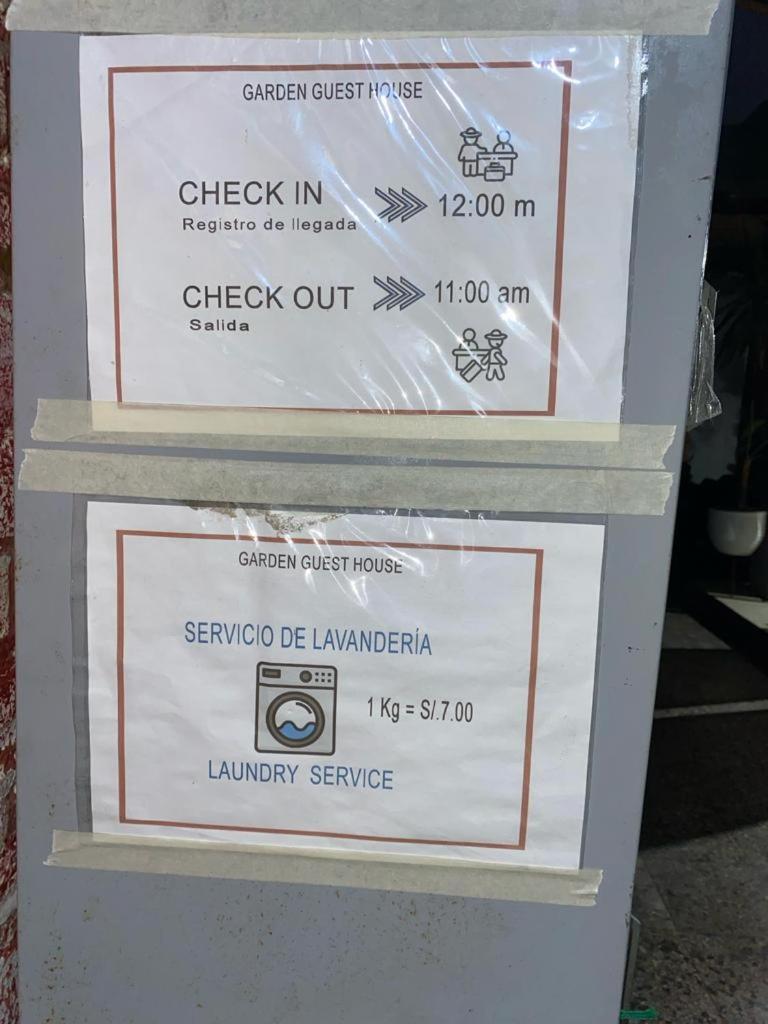 GARDEN GUEST HOUSE
CHECK IN 12:00 m
Registro de llegada
CHECK OUT 11:00 am
Salida
GARDEN GUEST HOUSE
SERVICIO DE LAVANDERÍA
1 Kg = S/.7.00
LAUNDRY SERVICE